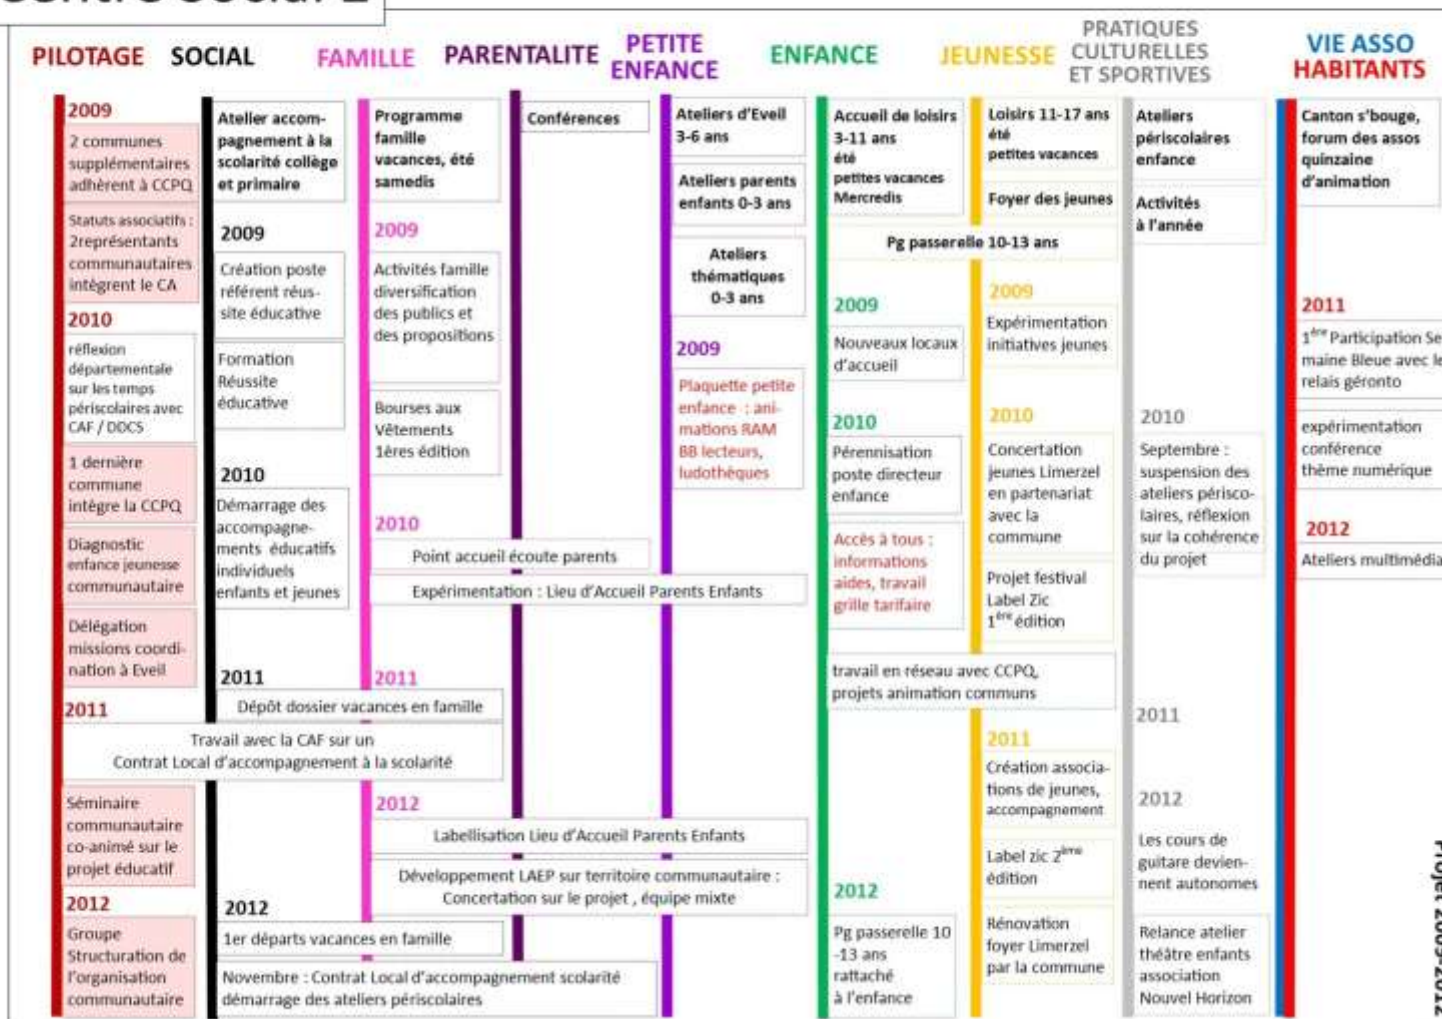 PILOTAGE
2009
2 communes
supplémentaires
adhèrent à CCPQ
Statuts associatifs :
2représentants
communautaires
intègrent le CA
2010
réflexion
départementale
sur les temps
périscolaires avec
CAF / DDCS
1 dernière
commune
intègre la CCPQ
Diagnostic
enfance jeunesse
communautaire
Délégation
missions coordi-
nation à Eveil
2011
Travail avec la CAF sur un
Contrat Local d'accompagnement à la scolarité
Séminaire
communautaire
co-animé sur le
projet éducatif
2012
Groupe
Structuration de
l'organisation
communautaire
SOCIAL
Atelier accom-
pagnement à la
scolarité collège
et primaire
2009
Création poste
référent réus-
site éducative
Formation
Réussite
éducative
2010
Démarrage des
accompagne-
ments éducatifs
individuels
enfants et jeunes
2011
Dépôt dossier vacances en famille
2012
1er départs vacances en famille
Novembre : Contrat Local d'accompagnement scolarité
démarrage des ateliers périscolaires
FAMILLE
Programme
famille
vacances, été
samedis
2009
Activités famille
diversification
des publics et
des propositions
Bourses aux
Vêtements
1ères édition
2010
Point accueil écoute parents
Expérimentation : Lieu d'Accueil Parents Enfants
2011
2012
Labellisation Lieu d'Accueil Parents Enfants
Développement LAEP sur territoire communautaire :
Concertation sur le projet , équipe mixte
PARENTALITE
Conférences
PETITE
ENFANCE
Ateliers d'Eveil
3-6 ans
Ateliers parents
enfants 0-3 ans
Ateliers
thématiques
0-3 ans
2009
Plaquette petite
enfance : ani-
mations RAM
BB lecteurs,
ludothèques
ENFANCE
Accueil de loisirs
3-11 ans
été
petites vacances
Mercredis
Pg passerelle 10-13 ans
2009
Nouveaux locaux
d'accueil
2010
Pérennisation
poste directeur
enfance
Accès à tous :
informations
aides, travail
grille tarifaire
travail en réseau avec CCPQ,
projets animation communs
2012
Pg passerelle 10
-13 ans
rattaché
à l'enfance
JEUNESSE
Loisirs 11-17 ans
été
petites vacances
Foyer des jeunes
2009
Expérimentation
initiatives jeunes
2010
Concertation
jeunes Limerzel
en partenariat
avec la
commune
Projet festival
Label Zic
1ère édition
2011
Création associa-
tions de jeunes,
accompagnement
Label zic 2ème
édition
Rénovation
foyer Limerzel
par la commune
PRATIQUES
CULTURELLES
ET SPORTIVES
Ateliers
périscolaires
enfance
Activités
à l'année
2010
Septembre :
suspension des
ateliers périsco-
laires, réflexion
sur la cohérence
du projet
2011
2012
Les cours de
guitare devien-
nent autonomes
Relance atelier
théâtre enfants
association
Nouvel Horizon
VIE ASSO
HABITANTS
Canton s'bouge,
forum des assos
quinzaine
d'animation
2011
1ère Participation Se
maine Bleue avec le
relais géronto
expérimentation
conférence
thème numérique
2012
Ateliers multimédia
Projet 2009-2012